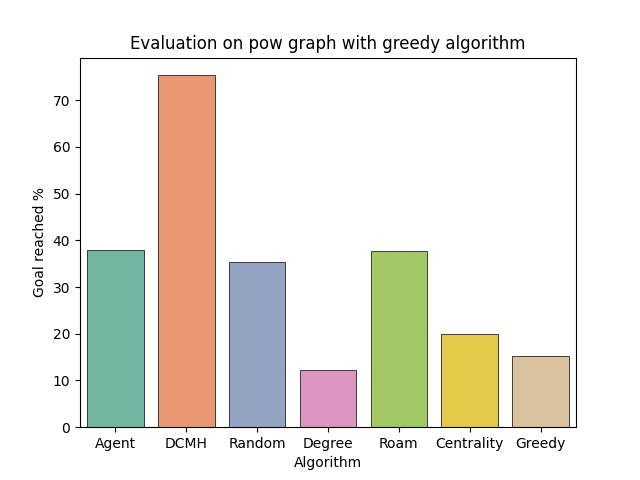 Evaluation on pow graph with greedy algorithm
Goal reached %
70
60
50
40
30
20
10
0
Agent DCMH Random Degree Roam Centrality Greedy
Algorithm